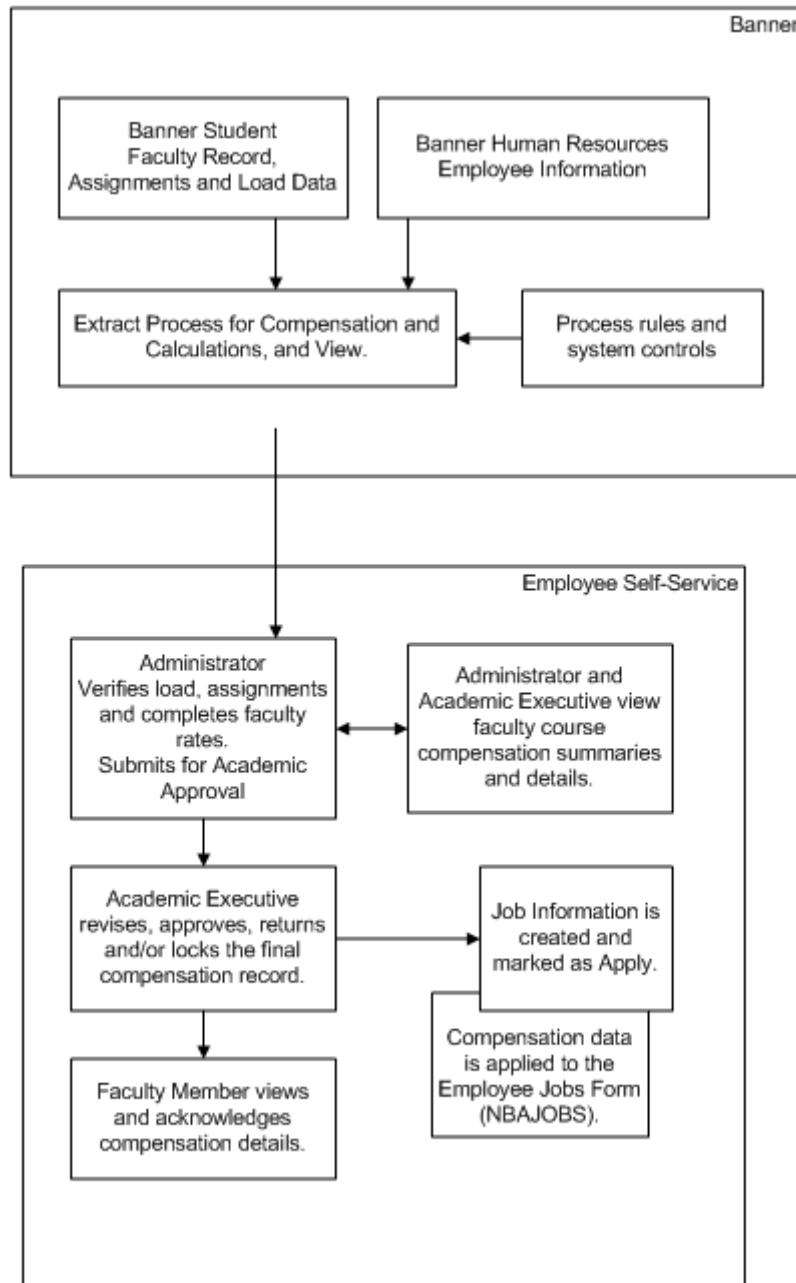 Banner
Banner Student
Faculty Record,
Assignments and Load Data
Banner Human Resources
Employee Information
Extract Process for Compensation and
Calculations, and View.
Process rules and
system controls
Employee Self-Service
Administrator
Verifies load, assignments
and completes faculty
rates.
Submits for Academic
Approval
Administrator and
Academic Executive view
faculty course
compensation summaries
and details.
Academic Executive
revises, approves, returns
and/or locks the final
compensation record.
Job Information is
created and
marked as Apply.
Compensation data
is applied to the
Employee Jobs Form
(NBAJOBS).
Faculty Member views
and acknowledges
compensation details.